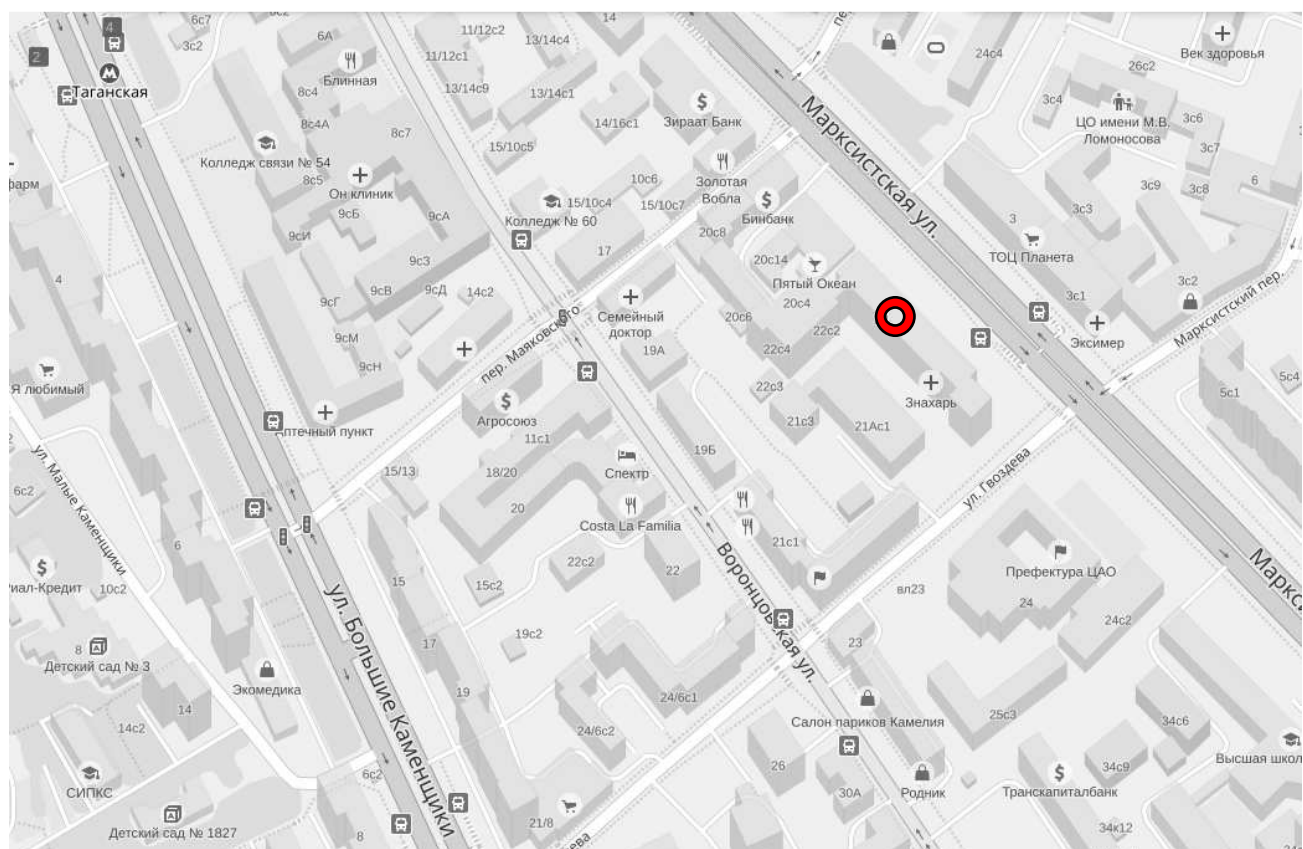 6с7
6с2
14
11/12с2
13/14с4
4
3с2
6А
11/12с1
24с4
Век здоровья
2
Блинная
26с2
Таганская
8с4
13/14с9
13/14с1
3с4
Марксистская ул.
8с4А
8с7
14/16с1
Зираат Банк
ЦО имени М.В.
Ломоносова
3с6
15/10с5
3с7
Колледж связи № 54
8с5
10с6
Золотая
Вобла
3с9
3с8
6
фарм
Он клиник
15/10с4
15/10с7
3с3
9сБ
9сА
Колледж № 60
Бинбанк
3
9сИ
20с8
17
ТОЦ Планета
9с3
20с14
4
Пятый Океан
3с2
9сВ
9сД
14с2
9сГ
20с4
3с1
Марксистский пер.
пер. Маяковского
Семейный
доктор
20с6
22с2
9сМ
Эксимер
19А
22с4
9сН
5с4
Я любимый
22с3
5с1
Знахарь
Агросоюз
21с3
21Ас1
Аптечный пункт
11с1
19Б
ул. Малые Каменщики
15/13
18/20
Спектр
ул. Гвоздева
6с2
20
Costa La Familia
6
21с1
22с2
Воронцовская ул.
22
Префектура ЦАО
Маркси
риал-Кредит
10с2
15
15с2
вл23
24
24с2
ул. Большие Каменщики
19с2
17
23
8
Детский сад № 3
Экомедика
19
24/6с1
14
25с3
14с2
Салон париков Камелия
34с6
24/6с2
Высшая школ
6с2
26
34с9
СИПКС
30А
Родник
Транскапиталбанк
Детский сад № 1827
8
21/8
34к12